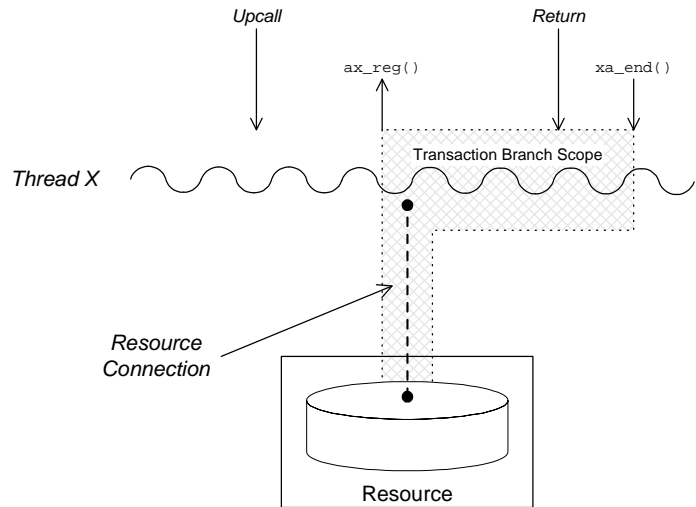 Upcall
Return
ax_reg()
xa_end()
Transaction Branch Scope
Thread X
Resource
Connection
Resource